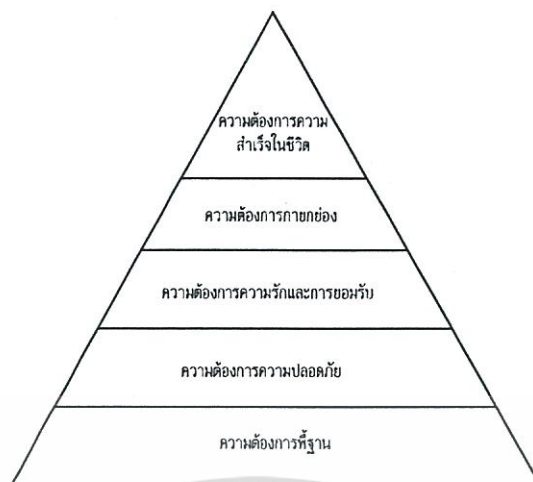 ความต้องการความ
สำเร็จในชีวิต
ความต้องการกายกย่อง
ความต้องการความรักและการยอมรับ
ความต้องการความปลอดภัย
ความต้องการพื้ฐาน